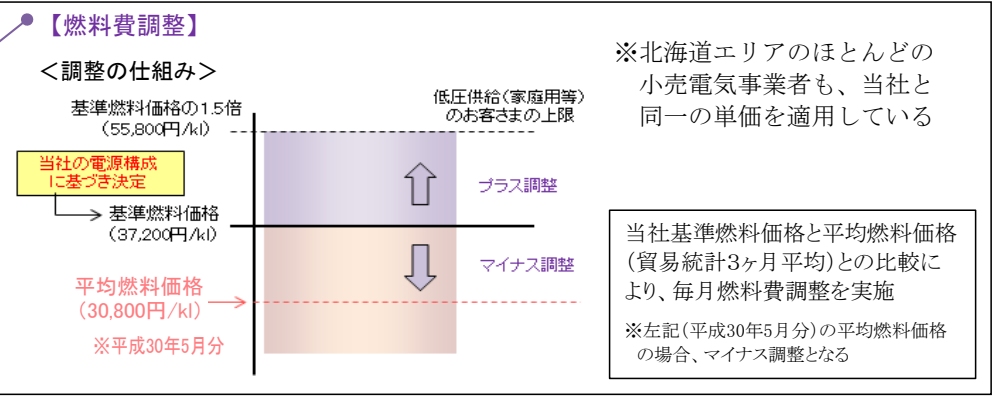 【燃料費調整】
＜調整の仕組み＞
基準燃料価格の1.5倍
（55,800円/kl）
低圧供給（家庭用等）
のお客さまの上限
当社の電源構成
に基づき決定
基準燃料価格
（37,200円/kl）
プラス調整
マイナス調整
平均燃料価格
（30,800円/kl）
※平成30年5月分
※北海道エリアのほとんどの
小売電気事業者も、当社と
同一の単価を適用している
当社基準燃料価格と平均燃料価格
（貿易統計3ヶ月平均）との比較に
より、毎月燃料費調整を実施
※左記（平成30年5月分）の平均燃料価格
の場合、マイナス調整となる